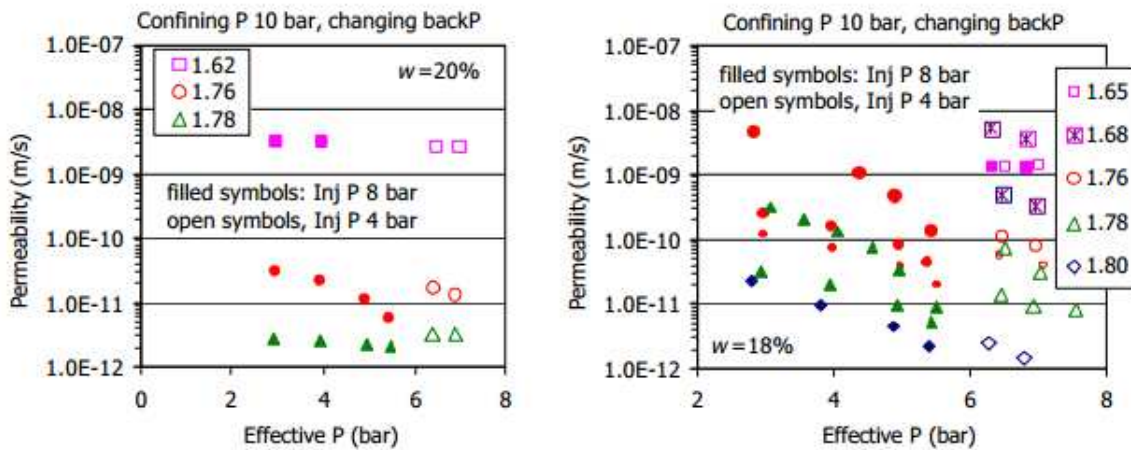 Confining P 10 bar, changing backP
1.0E-07
1.0E-08
1.0E-09
1.0E-10
1.0E-11
1.0E-12
Permeability (m/s)
1.62
1.76
1.78
w=20%
filled symbols: Inj P 8 bar
open symbols, Inj P 4 bar
0 2 4 6 8
Effective P (bar)
Confining P 10 bar, changing backP
1.0E-07
1.0E-08
1.0E-09
1.0E-10
1.0E-11
1.0E-12
Permeability (m/s)
filled symbols: Inj P 8 bar
open symbols, Inj P 4 bar
1.65
1.68
1.76
1.78
1.80
w=18%
2 4 6 8
Effective P (bar)